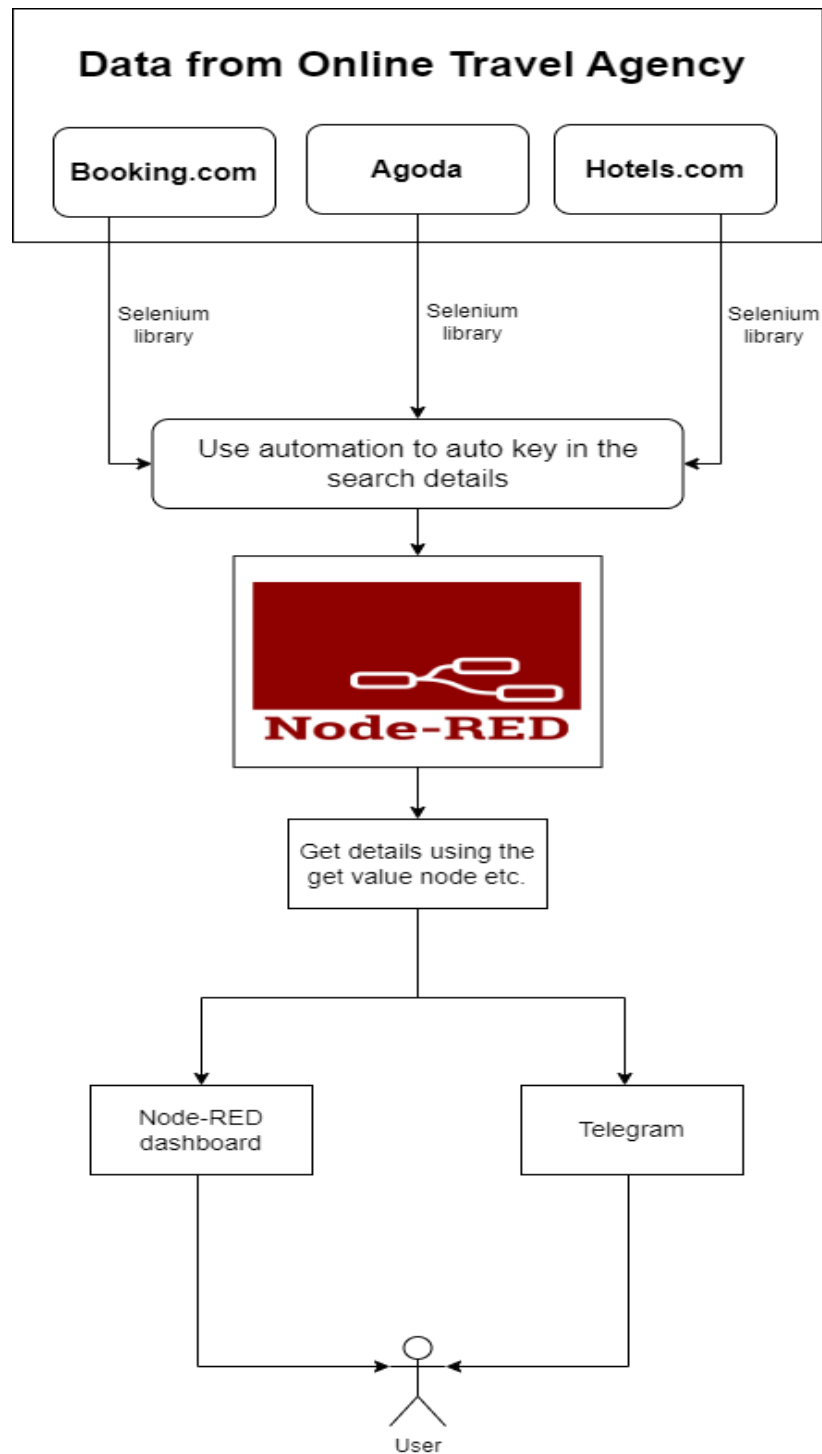 Data from Online Travel Agency
Booking.com
Agoda
Hotels.com
Selenium
library
Selenium
library
Selenium
library
Use automation to auto key in the
search details
Node-RED
Get details using the
get value node etc.
Node-RED
dashboard
Telegram
User